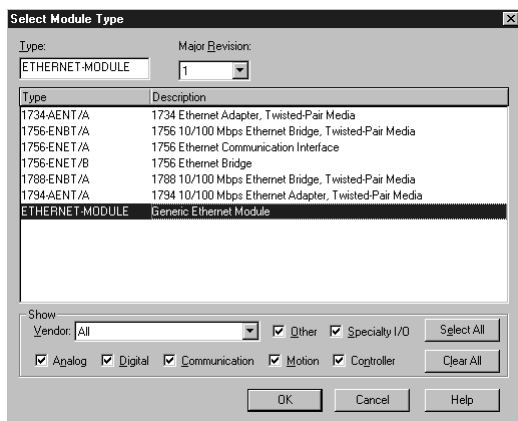 Select Module Type
Type: Major Revision:
ETHERNET-MODULE 1
Type Description
1734-AENT/A 1734 Ethernet Adapter, Twisted-Pair Media
1756-ENBT/A 1756 10/100 Mbps Ethernet Bridge, Twisted-Pair Media
1756-ENET/A 1756 Ethernet Communication Interface
1756-ENET/B 1756 Ethernet Bridge
1788-ENBT/A 1788 10/100 Mbps Ethernet Bridge, Twisted-Pair Media
1794-AENT/A 1794 10/100 Mbps Ethernet Adapter, Twisted-Pair Media
ETHERNET-MODULE Generic Ethernet Module
Show
Vendor: All Other Specialty I/O Select All
Analog Digital Communication Motion Controller Clear All
OK Cancel Help